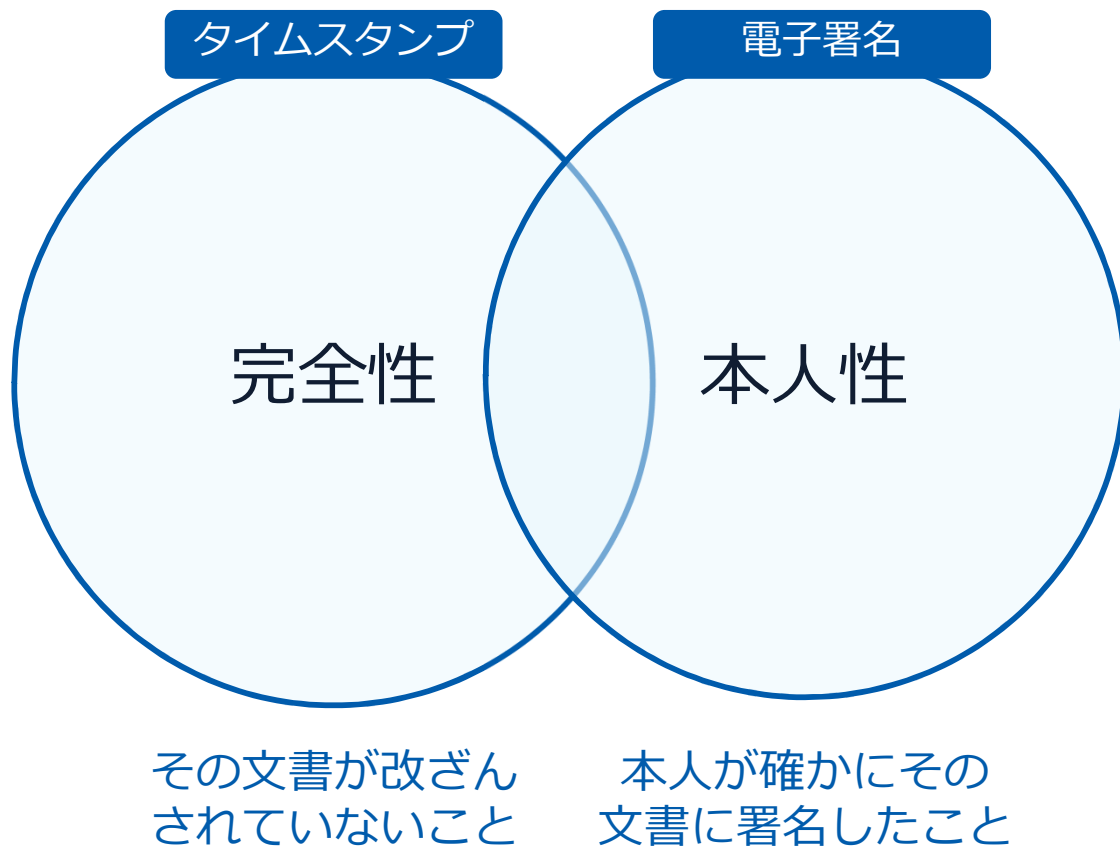 タイムスタンプ
電子署名
完全性
本人性
その文書が改ざん
されていないこと
本人が確かにその
文書に署名したこと